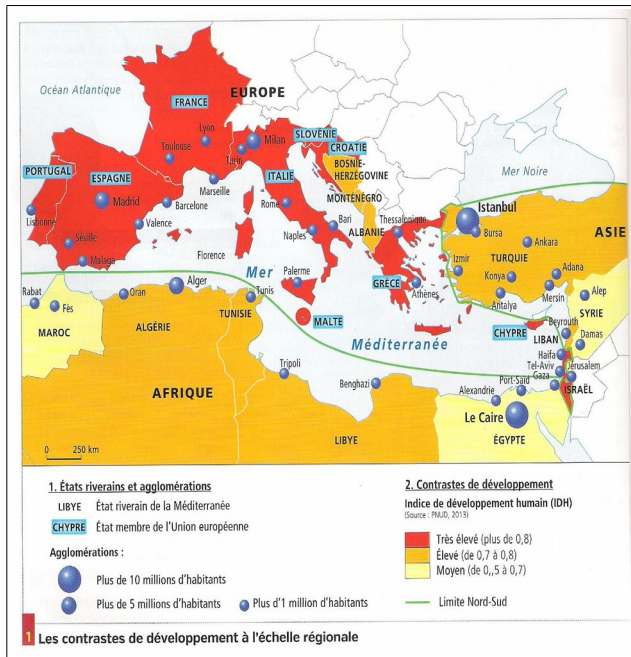 Océan Atlantique
EUROPE
FRANCE
Lyon
Milan
SLOVÉNIE
CROATIE
Toulouse
Turin
BOSNIE-
HERZÉGOVINE
Mer Noire
PORTUGAL
ESPAGNE
ITALIE
Marseille
MONTÉNÉGRO
Madrid
Barcelone
Rome
Istanbul
Lisbonne
Valence
Bari
Thessalonique
ALBANIE
Bursa
Naples
Ankara
ASIE
Séville
Florence
Izmir
TURQUIE
Malaga
Mer
Palerme
GRÈCE
Athènes
Konya
Adana
Alger
Antalya
Mersin
Alep
Rabat
Fès
Oran
Tunis
MALTE
CHYPRE
Beyrouth
SYRIE
MAROC
ALGÉRIE
TUNISIE
Méditerranée
LIBAN
Damas
Haïfa
Tripoli
Tel-Aviv
Jérusalem
Port-Saïd
Gaza
AFRIQUE
Benghazi
Alexandrie
ISRAËL
Le Caire
LIBYE
ÉGYPTE
0 250 km
1. États riverains et agglomérations
LIBYE État riverain de la Méditerranée
CHYPRE État membre de l'Union européenne
Agglomérations :
Plus de 10 millions d'habitants
Plus de 5 millions d'habitants
Plus d'1 million d'habitants
2. Contrastes de développement
Indice de développement humain (IDH)
(Source : PNUD, 2013)
Très élevé (plus de 0,8)
Élevé (de 0,7 à 0,8)
Moyen (de 0,,5 à 0,7)
Limite Nord-Sud
1 Les contrastes de développement à l'échelle régionale